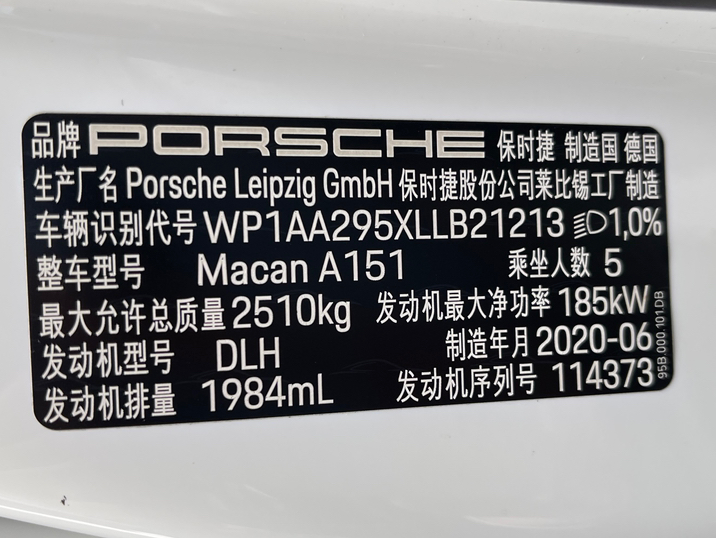 品牌 PORSCHE 保时捷 制造国 德国
生产厂名 Porsche Leipzig GmbH 保时捷股份公司莱比锡工厂制造
车辆识别代号 WP1AA295XLLB21213 1,0%
整车型号 Macan A151 乘坐人数 5
最大允许总质量 2510kg 发动机最大净功率 185kW
发动机型号 DLH 制造年月 2020-06
发动机排量 1984mL 发动机序列号 114373
95B.000.101.DB